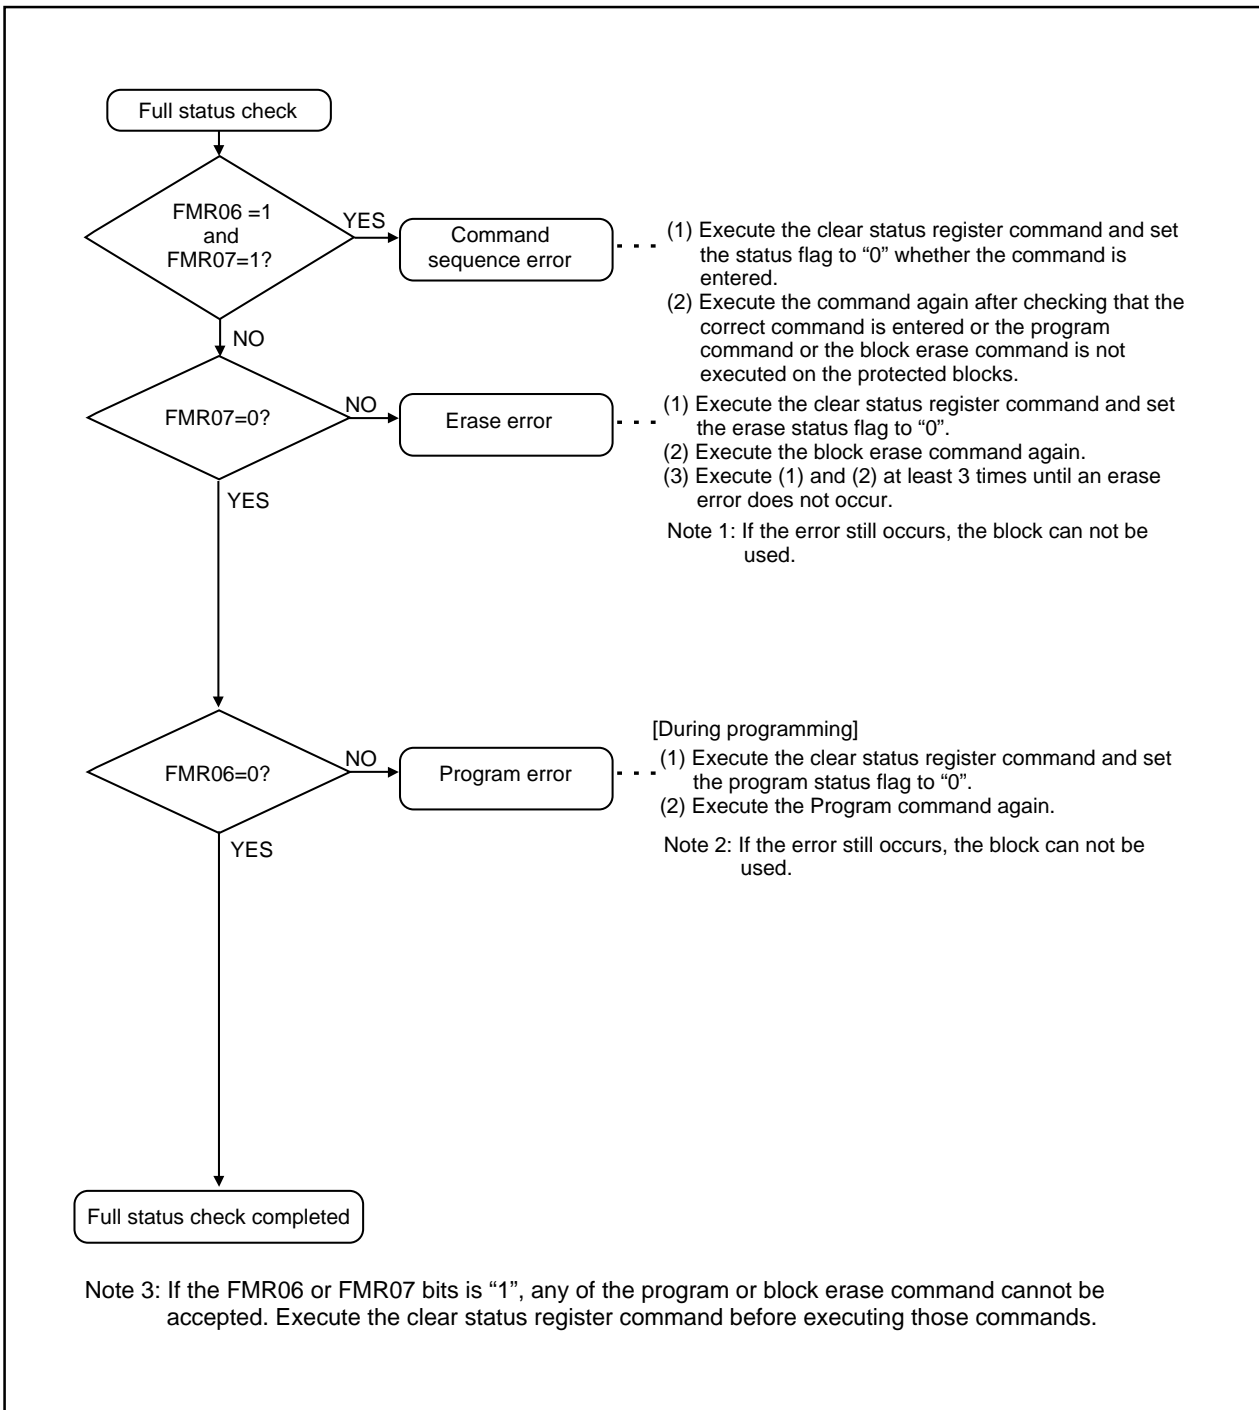 Full status check
FMR06 =1
and
FMR07=1?
YES
Command
sequence error
(1) Execute the clear status register command and set
the status flag to “0” whether the command is
entered.
(2) Execute the command again after checking that the
correct command is entered or the program
command or the block erase command is not
executed on the protected blocks.
NO
FMR07=0?
NO
Erase error
(1) Execute the clear status register command and set
the erase status flag to “0”.
(2) Execute the block erase command again.
(3) Execute (1) and (2) at least 3 times until an erase
error does not occur.
Note 1: If the error still occurs, the block can not be
used.
YES
FMR06=0?
NO
Program error
[During programming]
(1) Execute the clear status register command and set
the program status flag to “0”.
(2) Execute the Program command again.
Note 2: If the error still occurs, the block can not be
used.
YES
Full status check completed
Note 3: If the FMR06 or FMR07 bits is “1”, any of the program or block erase command cannot be
accepted. Execute the clear status register command before executing those commands.